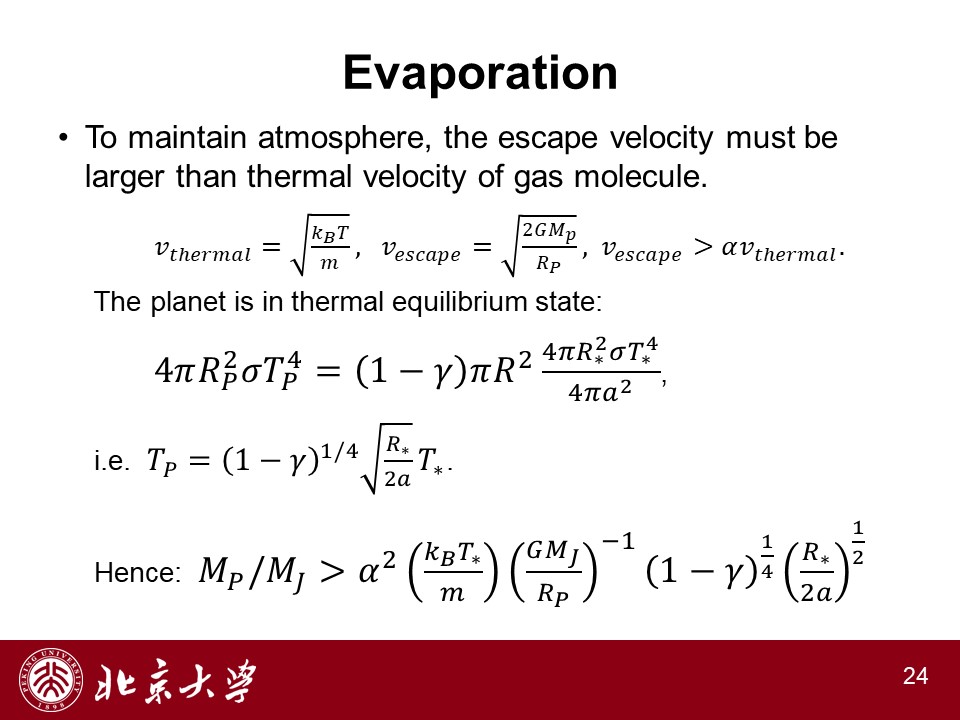 Evaporation
• To maintain atmosphere, the escape velocity must be
larger than thermal velocity of gas molecule.
$v_{thermal} = \sqrt{\frac{k_B T}{m}}$, $v_{escape} = \sqrt{\frac{2GM_p}{R_P}}$, $v_{escape} > \alpha v_{thermal}$.
The planet is in thermal equilibrium state:
$4\pi R_P^2 \sigma T_P^4 = (1 - \gamma)\pi R^2 \frac{4\pi R_*^2 \sigma T_*^4}{4\pi a^2}$,
i.e. $T_P = (1 - \gamma)^{1/4} \sqrt{\frac{R_*}{2a}} T_*$.
Hence: $M_P/M_J > \alpha^2 \left(\frac{k_B T_*}{m}\right) \left(\frac{GM_J}{R_P}\right)^{-1} (1 - \gamma)^{\frac{1}{4}} \left(\frac{R_*}{2a}\right)^{\frac{1}{2}}$
PEKING UNIVERSITY
1898
北京大学
24